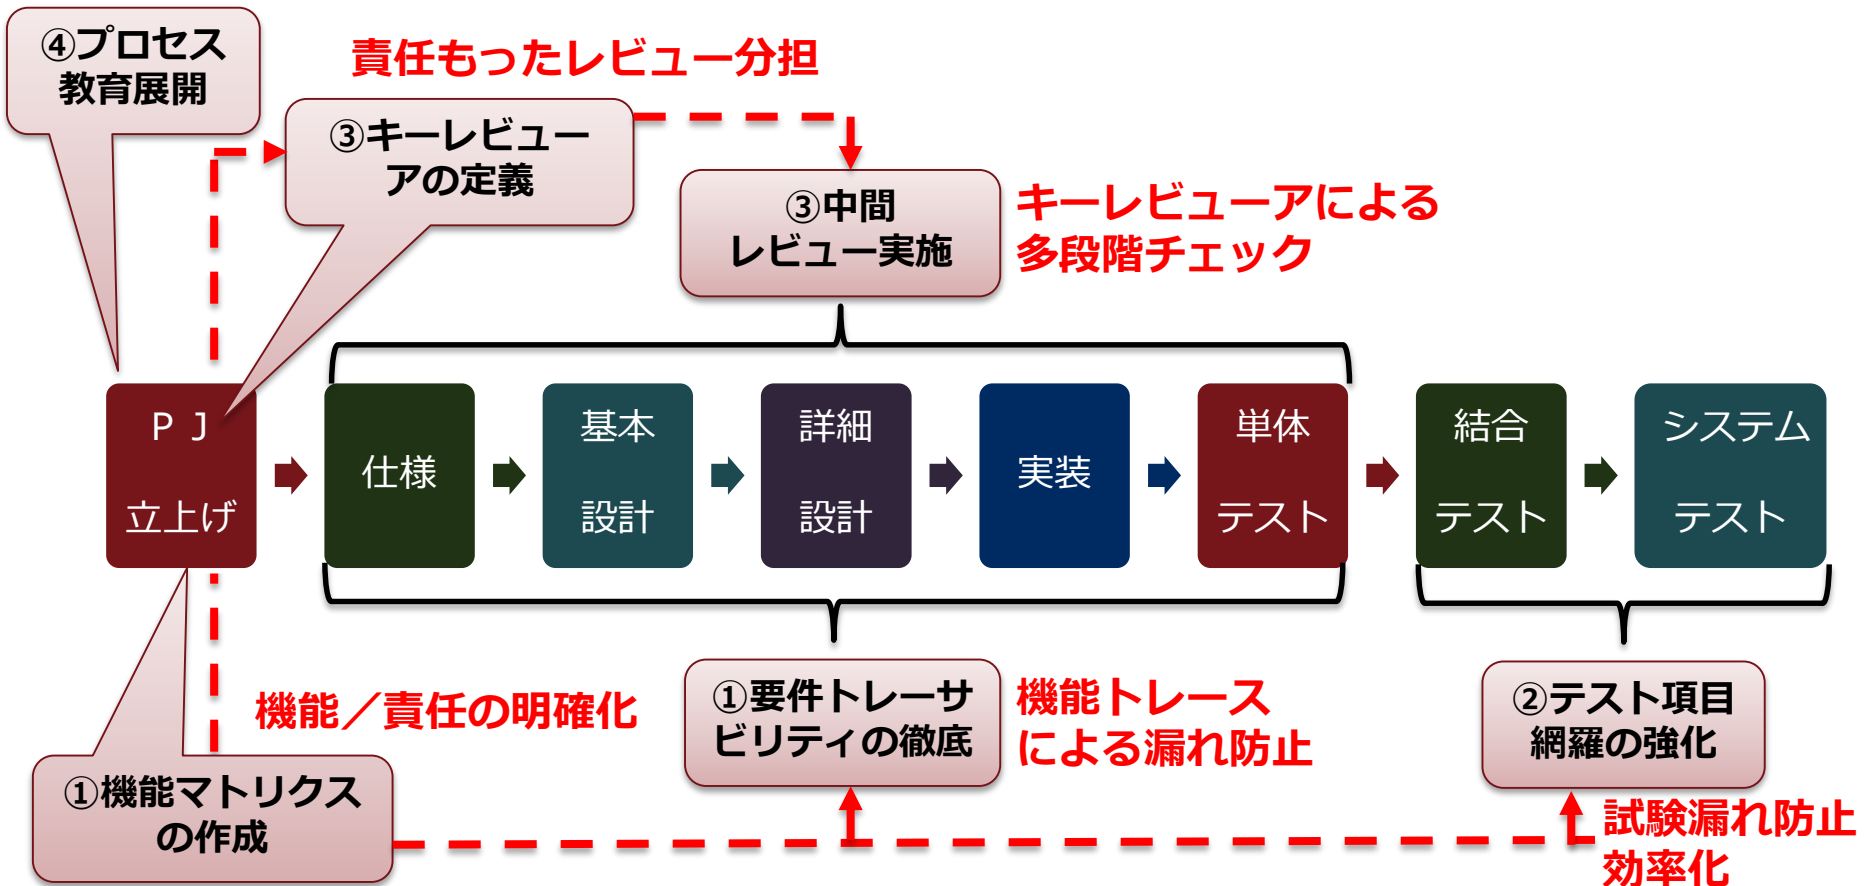 ④プロセス
教育展開
責任もったレビュー分担
③キーレビュー
アの定義
③中間
レビュー実施
キーレビューアによる
多段階チェック
ＰＪ
立上げ
仕様
基本
設計
詳細
設計
実装
単体
テスト
結合
テスト
システム
テスト
機能／責任の明確化
①要件トレーサ
ビリティの徹底
機能トレース
による漏れ防止
②テスト項目
網羅の強化
①機能マトリクス
の作成
試験漏れ防止
効率化